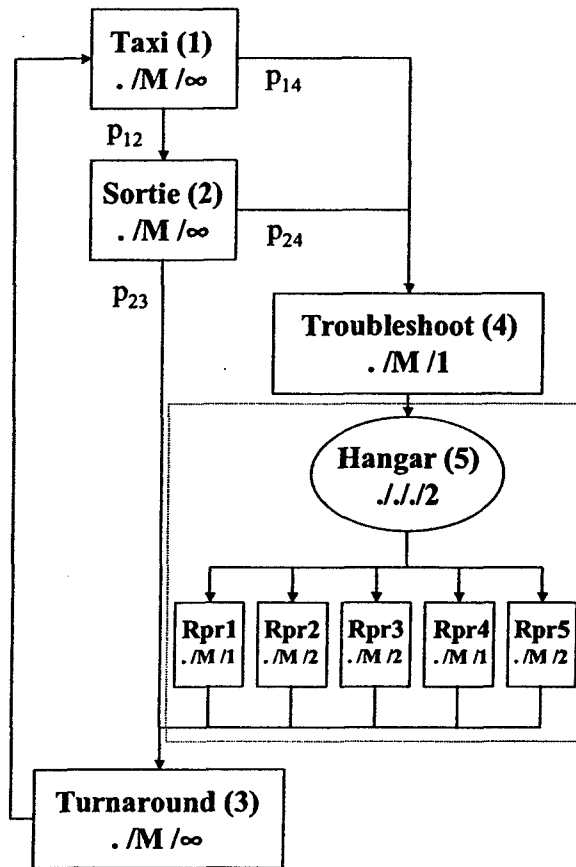 Taxi (1)
. /M /∞
p14
p12
Sortie (2)
. /M /∞
p24
p23
Troubleshoot (4)
. /M /1
Hangar (5)
././. /2
Rpr1
. /M /1
Rpr2
. /M /2
Rpr3
. /M /2
Rpr4
. /M /1
Rpr5
. /M /2
Turnaround (3)
. /M /∞